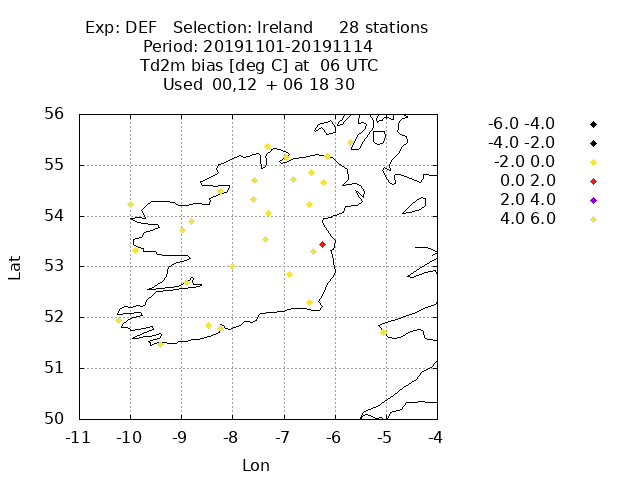 Exp: DEF Selection: Ireland 28 stations
Period: 20191101-20191114
Td2m bias [deg C] at 06 UTC
Used 00,12 + 06 18 30
-6.0 -4.0
-4.0 -2.0
-2.0 0.0
0.0 2.0
2.0 4.0
4.0 6.0
56
55
54
53
52
51
50
Lat
-11 -10 -9 -8 -7 -6 -5 -4
Lon